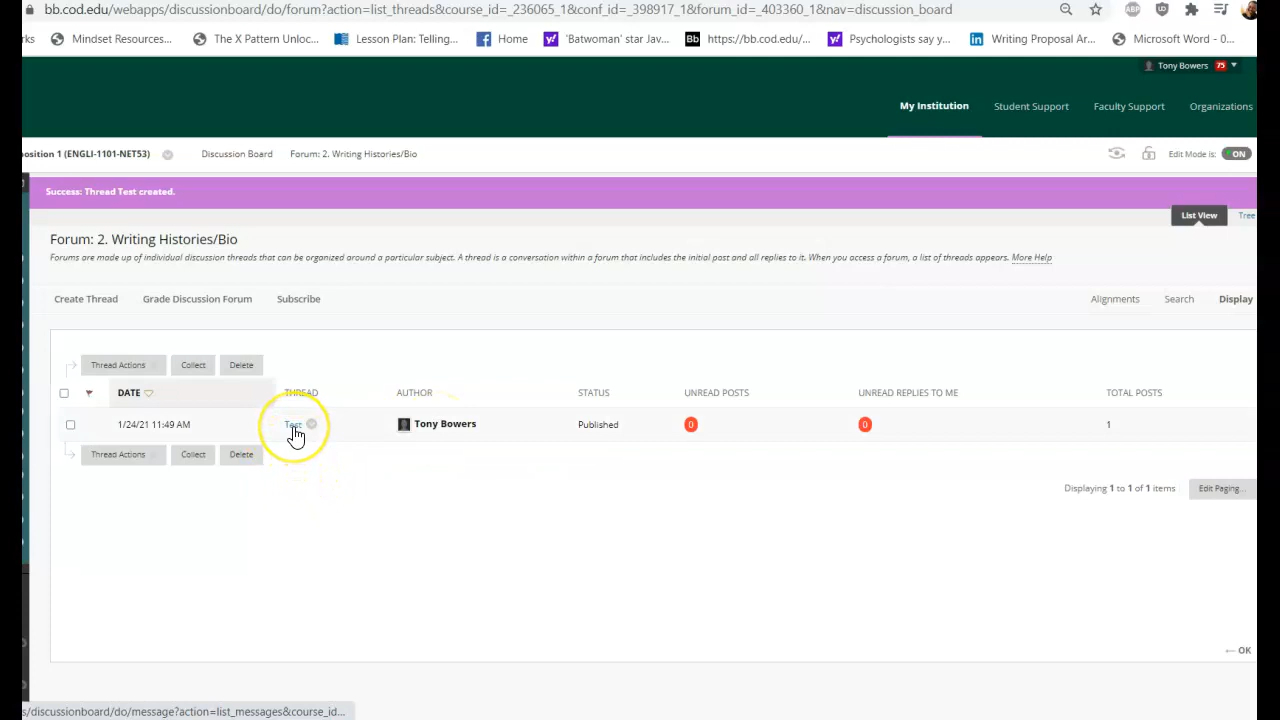 bb.cod.edu/webapps/discussionboard/do/forum?action=list_threads&course_id=_236065_1&conf_id=_398917_1&forum_id=_403360_1&nav=discussion_board
ks Mindset Resources... The X Pattern Unloc... Lesson Plan: Telling,... Home 'Batwoman' star Jav... Bb https://bb.cod.edu/... Psychologists say y... Writing Proposal Ar... Microsoft Word - 0...
Tony Bowers 75
My Institution Student Support Faculty Support Organizations
osition 1 (ENGLI-1101-NET53) Discussion Board Forum: 2. Writing Histories/Bio Edit Mode is: ON
Success: Thread Test created.
List View Tree
Forum: 2. Writing Histories/Bio
Forums are made up of individual discussion threads that can be organized around a particular subject. A thread is a conversation within a forum that includes the initial post and all replies to it. When you access a forum, a list of threads appears. More Help
Create Thread Grade Discussion Forum Subscribe Alignments Search Display
Thread Actions Collect Delete
DATE THREAD AUTHOR STATUS UNREAD POSTS UNREAD REPLIES TO ME TOTAL POSTS
1/24/21 11:49 AM Test Tony Bowers Published 0 0 1
Thread Actions Collect Delete
Displaying 1 to 1 of 1 items Edit Paging...
← OK
s/discussionboard/do/message?action=list_messages&course_id...